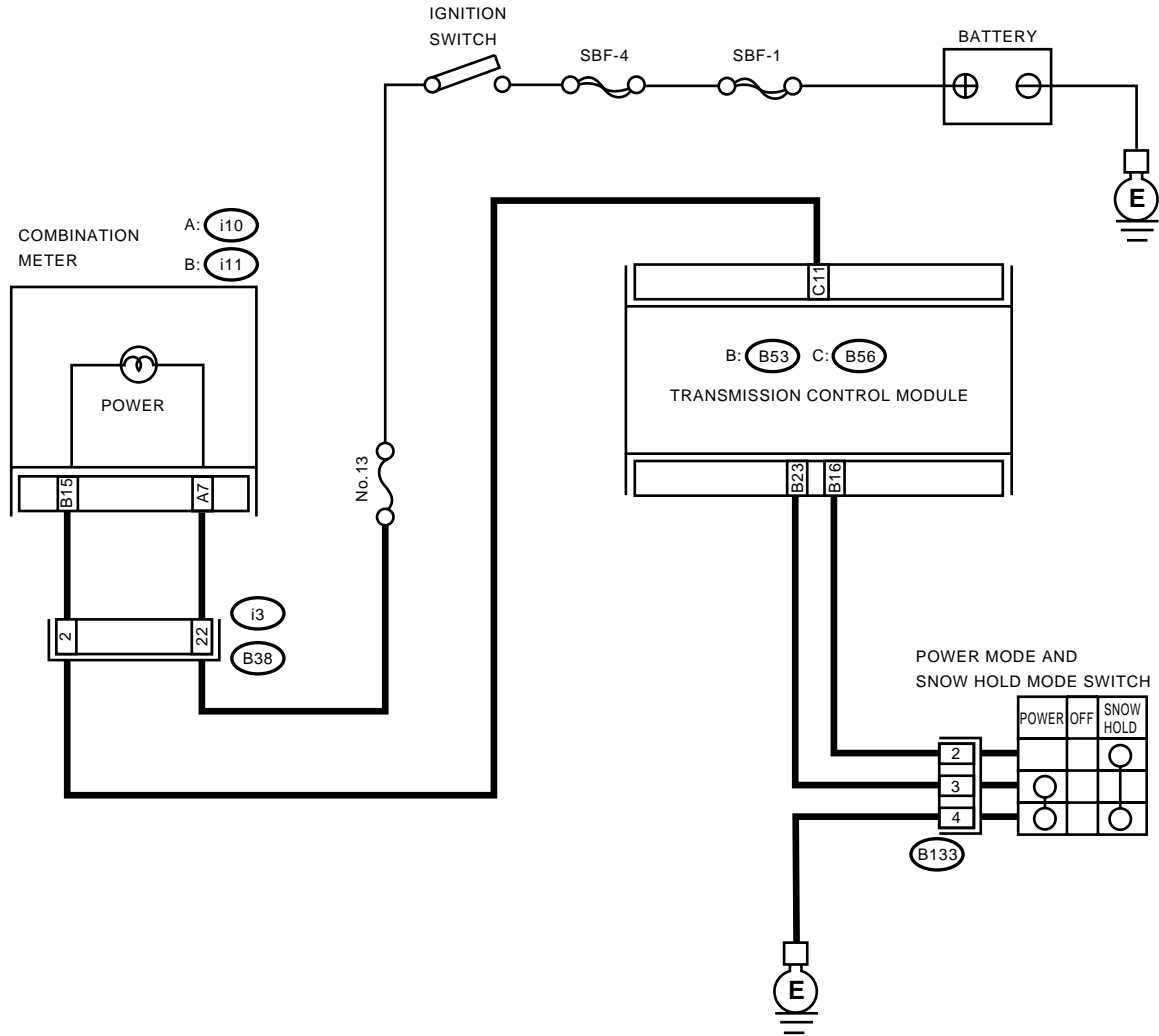 IGNITION
SWITCH
SBF-4
SBF-1
BATTERY
E
COMBINATION
METER
A: i10
B: i11
C11
B: B53 C: B56
TRANSMISSION CONTROL MODULE
POWER
B15
A7
No.13
B23
B16
2
22
i3
B38
POWER MODE AND
SNOW HOLD MODE SWITCH
POWER OFF SNOW
HOLD
2
3
4
B133
E